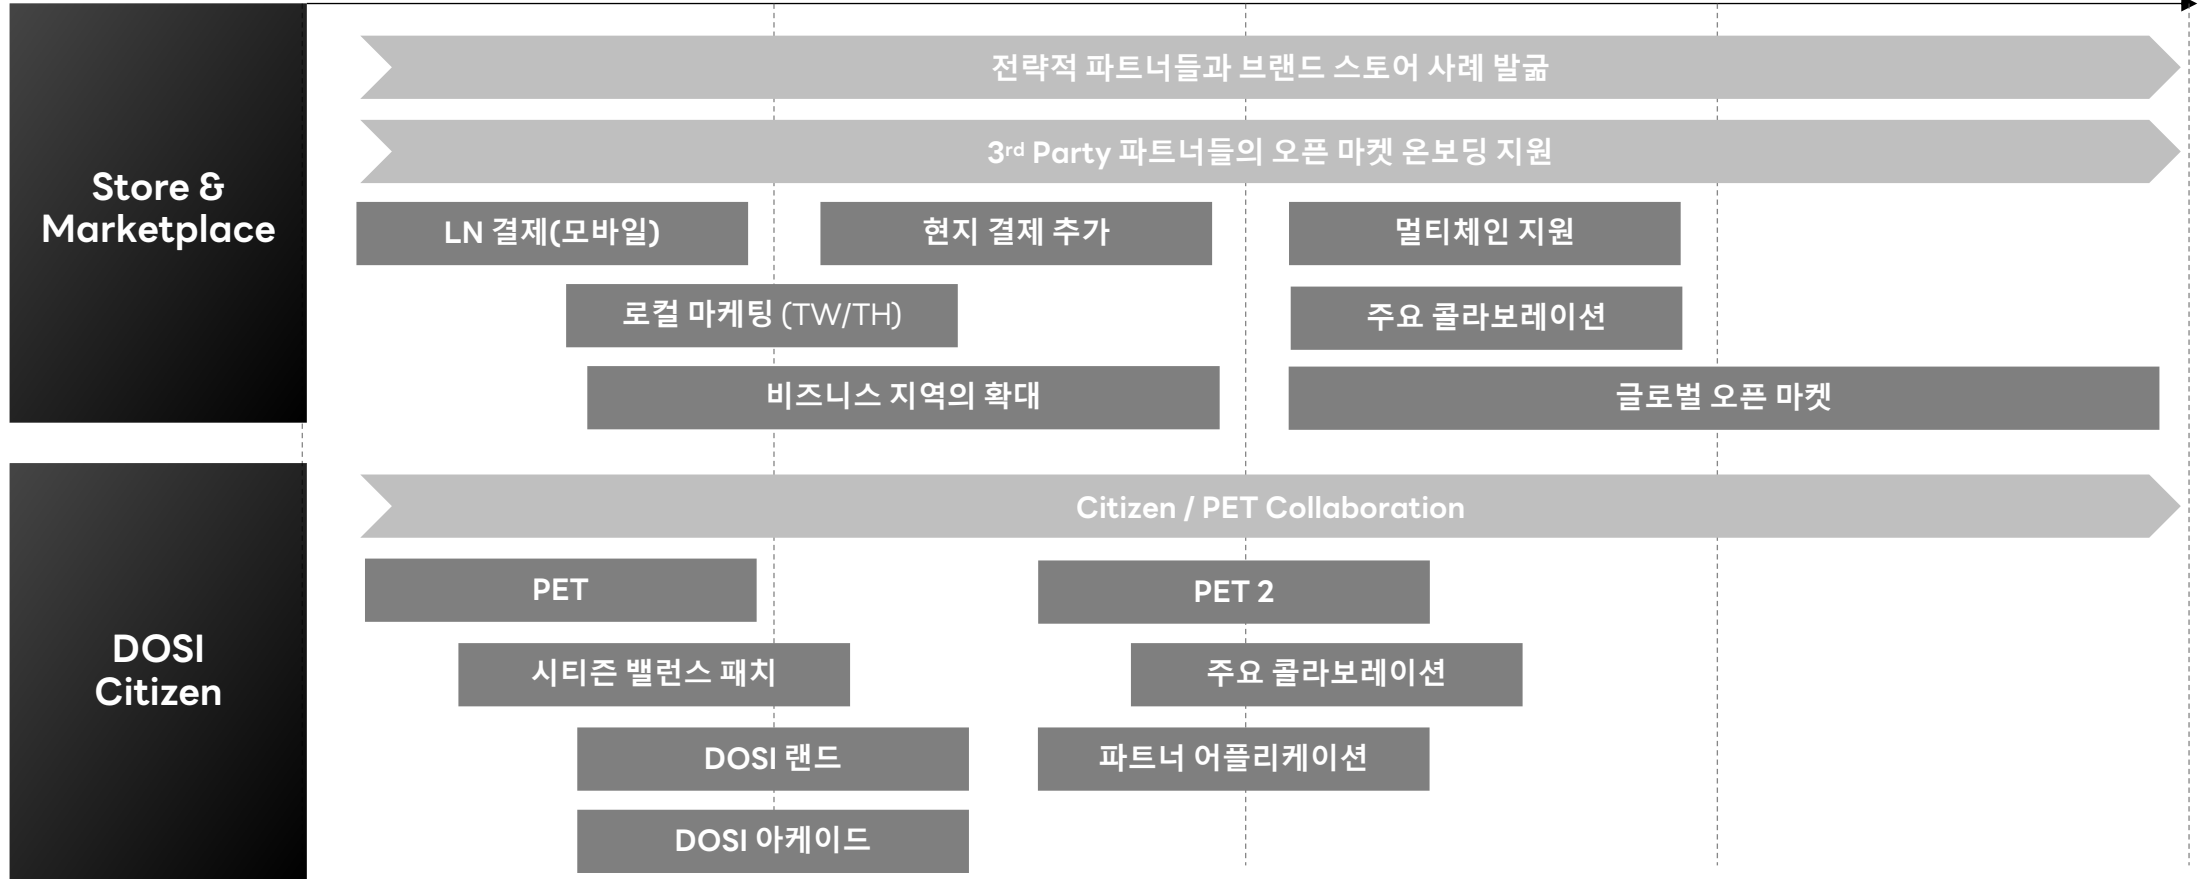 Store &
Marketplace
전략적 파트너들과 브랜드 스토어 사례 발굶
3rd Party 파트너들의 오픈 마켓 온보딩 지원
LN 결제(모바일)
현지 결제 추가
멀티체인 지원
로컬 마케팅 (TW/TH)
주요 콜라보레이션
비즈니스 지역의 확대
글로벌 오픈 마켓
DOSI
Citizen
Citizen / PET Collaboration
PET
PET 2
시티즌 밸런스 패치
주요 콜라보레이션
DOSI 랜드
파트너 어플리케이션
DOSI 아케이드